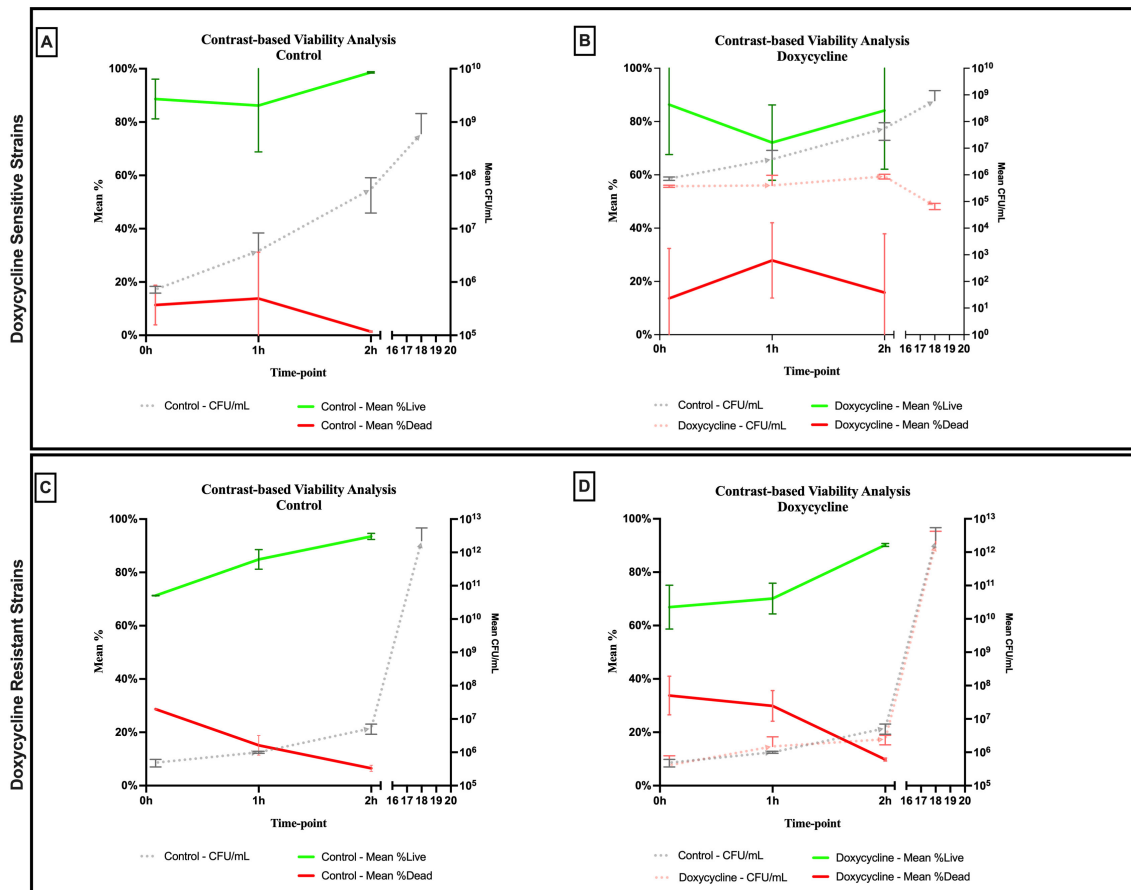 Doxycycline Sensitive Strains
A
Contrast-based Viability Analysis
Control
100%
80%
60%
40%
20%
0%
Mean %
10^10
10^9
10^8
10^7
10^6
10^5
Mean CFU/mL
0h 1h 2h 16 17 18 19 20
Time-point
Control - CFU/mL
Control - Mean %Live
Control - Mean %Dead
B
Contrast-based Viability Analysis
Doxycycline
100%
80%
60%
40%
20%
0%
Mean %
10^10
10^9
10^8
10^7
10^6
10^5
10^4
10^3
10^2
10^1
10^0
Mean CFU/mL
0h 1h 2h 16 17 18 19 20
Time-point
Control - CFU/mL
Doxycycline - CFU/mL
Doxycycline - Mean %Live
Doxycycline - Mean %Dead
Doxycycline Resistant Strains
C
Contrast-based Viability Analysis
Control
100%
80%
60%
40%
20%
0%
Mean %
10^13
10^12
10^11
10^10
10^9
10^8
10^7
10^6
10^5
Mean CFU/mL
0h 1h 2h 16 17 18 19 20
Time-point
Control - CFU/mL
Control - Mean %Live
Control - Mean %Dead
D
Contrast-based Viability Analysis
Doxycycline
100%
80%
60%
40%
20%
0%
Mean %
10^13
10^12
10^11
10^10
10^9
10^8
10^7
10^6
10^5
Mean CFU/mL
0h 1h 2h 16 17 18 19 20
Time-point
Control - CFU/mL
Doxycycline - CFU/mL
Doxycycline - Mean %Live
Doxycycline - Mean %Dead